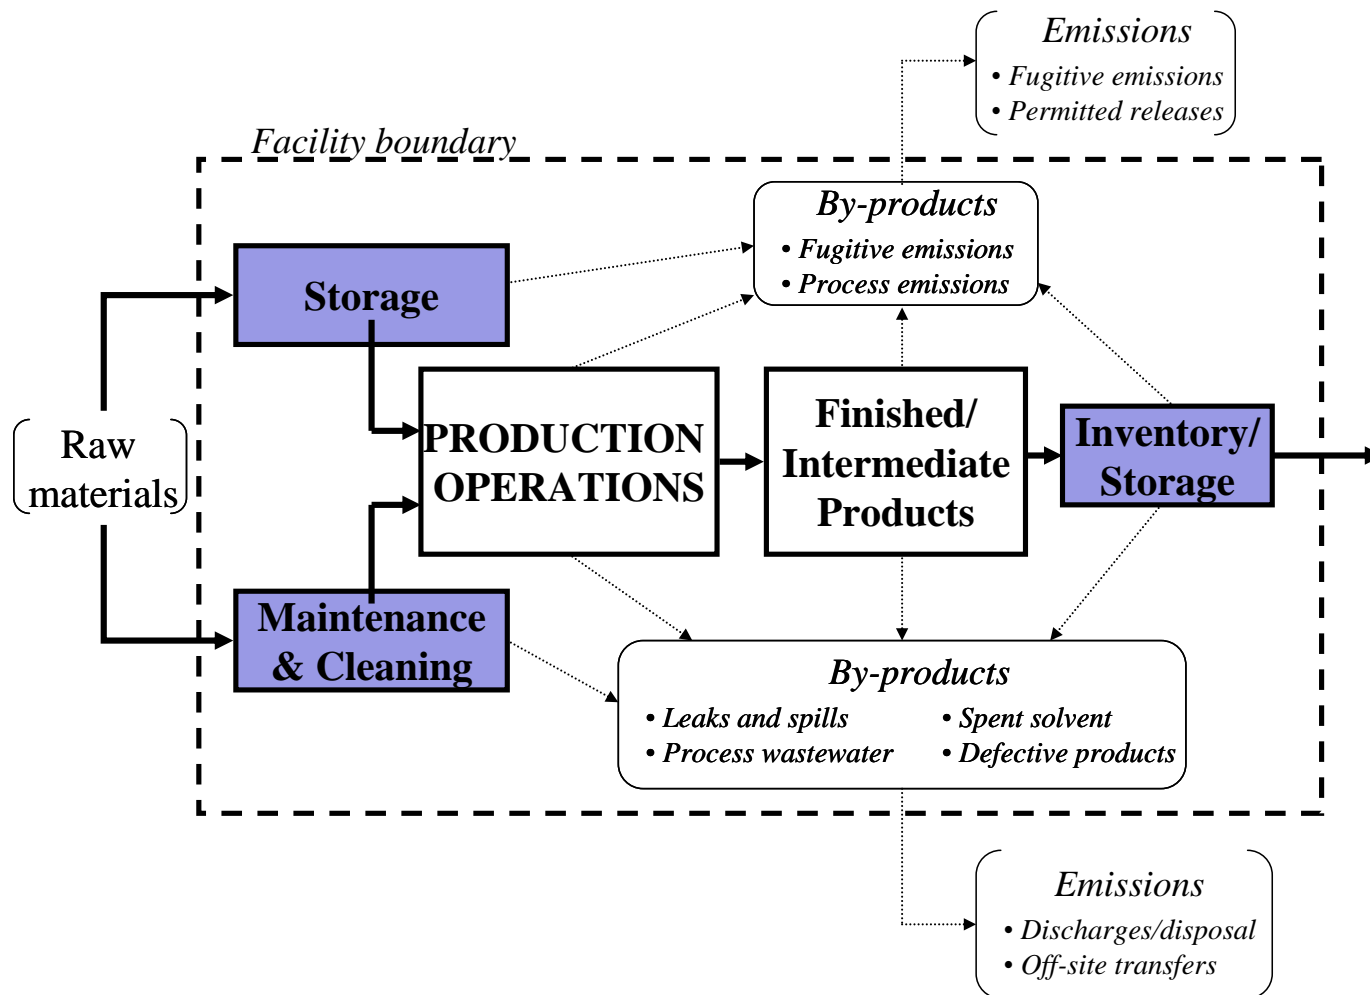 Emissions
• Fugitive emissions
• Permitted releases
Facility boundary
By-products
• Fugitive emissions
• Process emissions
Storage
Raw
materials
PRODUCTION
OPERATIONS
Finished/
Intermediate
Products
Inventory/
Storage
Maintenance
& Cleaning
By-products
• Leaks and spills
• Process wastewater
• Spent solvent
• Defective products
Emissions
• Discharges/disposal
• Off-site transfers